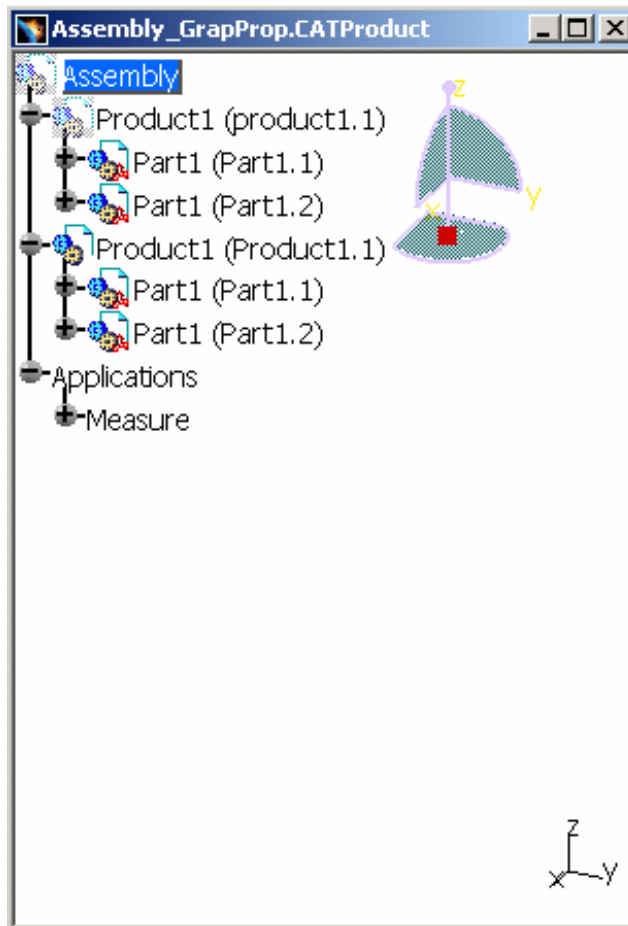 Assembly_GrapProp.CATProduct
Assembly
z
Product1 (product1.1)
Part1 (Part1.1)
y
Part1 (Part1.2)
x
Product1 (Product1.1)
Part1 (Part1.1)
Part1 (Part1.2)
Applications
Measure
z
x y